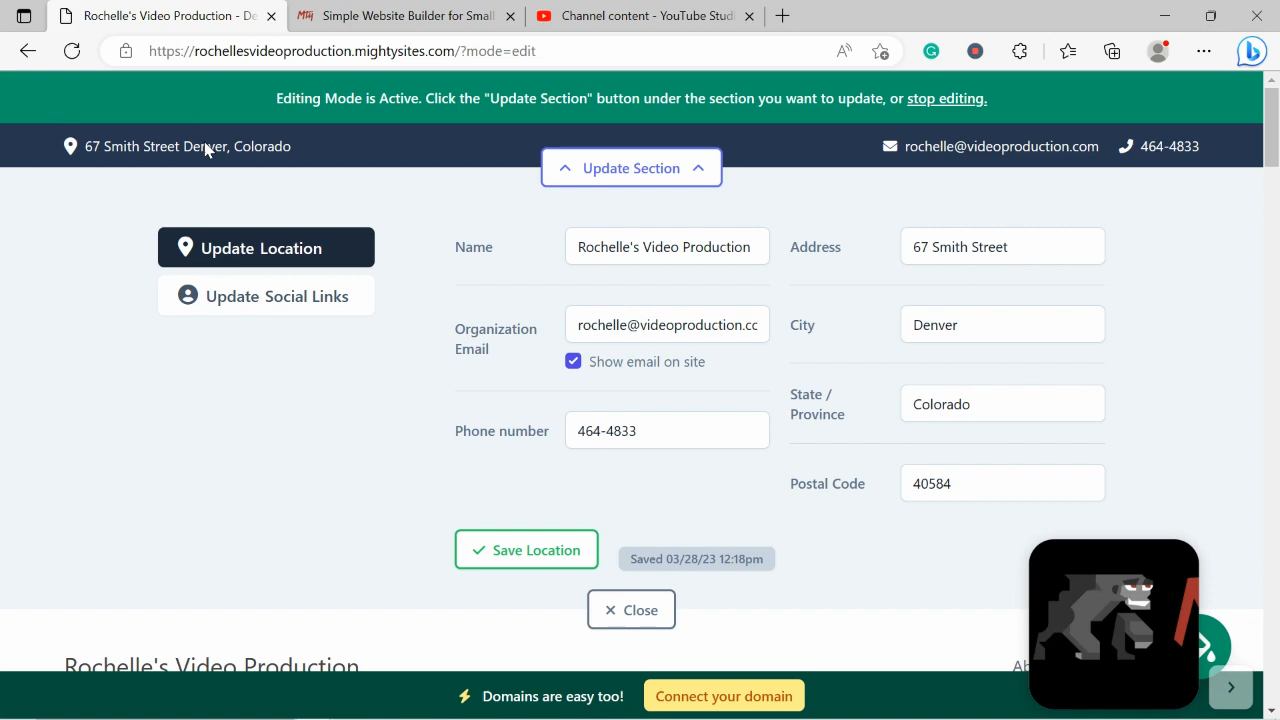 Rochelle's Video Production - De
Simple Website Builder for Small
Channel content - YouTube Studi
https://rochellesvideoproduction.mightysites.com/?mode=edit
Editing Mode is Active. Click the "Update Section" button under the section you want to update, or stop editing.
67 Smith Street Denver, Colorado
rochelle@videoproduction.com
464-4833
Update Section
Update Location
Update Social Links
Name
Rochelle's Video Production
Address
67 Smith Street
Organization
Email
rochelle@videoproduction.cc
Show email on site
City
Denver
State /
Province
Colorado
Phone number
464-4833
Postal Code
40584
Save Location
Saved 03/28/23 12:18pm
Close
Rochelle's Video Production
Ab
Domains are easy too!
Connect your domain